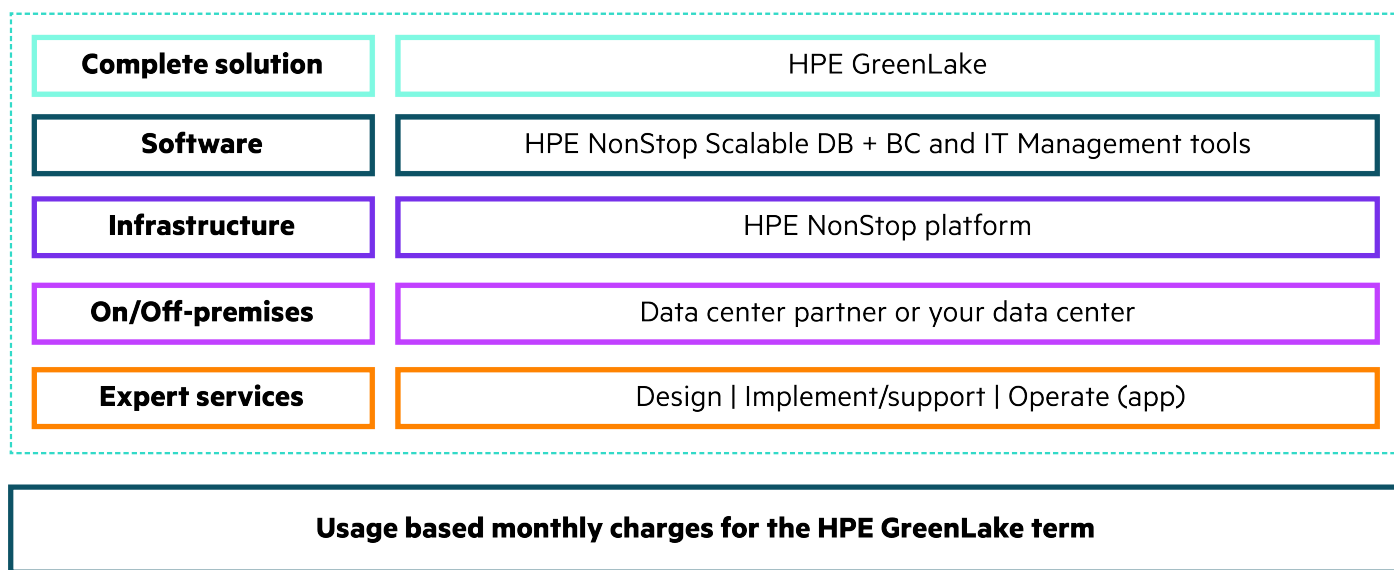 Complete solution
HPE GreenLake
Software
HPE NonStop Scalable DB + BC and IT Management tools
Infrastructure
HPE NonStop platform
On/Off-premises
Data center partner or your data center
Expert services
Design | Implement/support | Operate (app)
Usage based monthly charges for the HPE GreenLake term